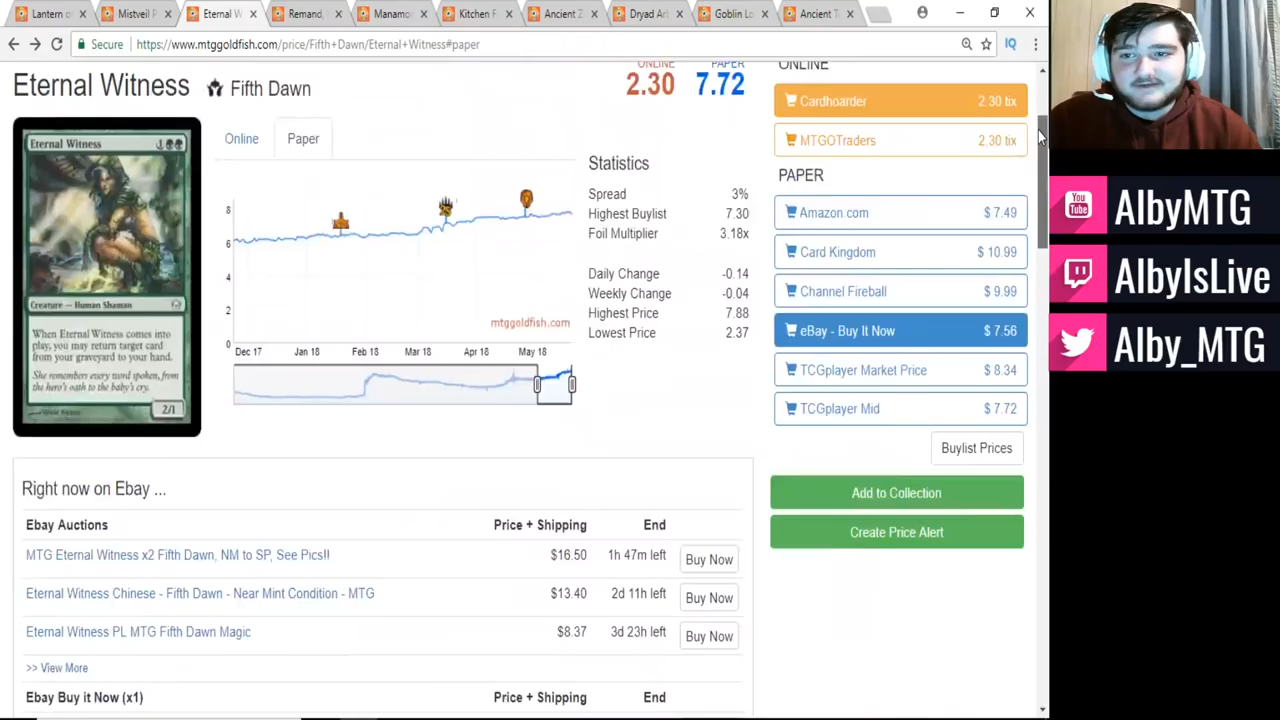 Lantern o
Mistveil P
Eternal W
Remand,
Manamor
Kitchen F
Ancient Z
Dryad Ar
Goblin Lo
Ancient T
Secure
https://www.mtggoldfish.com/price/Fifth+Dawn/Eternal+Witness#paper
Eternal Witness Fifth Dawn
ONLINE PAPER
2.30 7.72
Online Paper
Eternal Witness
Creature — Human Shaman
When Eternal Witness comes into
play, you may return target card
from your graveyard to your hand.
She remembers every word spoken, from
the hero's oath to the baby's cry.
2/1
8
6
4
2
0
mtggoldfish.com
Dec 17 Jan 18 Feb 18 Mar 18 Apr 18 May 18
Statistics
Spread 3%
Highest Buylist 7.30
Foil Multiplier 3.18x
Daily Change -0.14
Weekly Change -0.04
Highest Price 7.88
Lowest Price 2.37
ONLINE
Cardhoarder 2.30 tix
MTGOTraders 2.30 tix
PAPER
Amazon.com $ 7.49
Card Kingdom $ 10.99
Channel Fireball $ 9.99
eBay - Buy It Now $ 7.56
TCGplayer Market Price $ 8.34
TCGplayer Mid $ 7.72
Buylist Prices
Add to Collection
Create Price Alert
Right now on Ebay ...
Ebay Auctions Price + Shipping End
MTG Eternal Witness x2 Fifth Dawn, NM to SP, See Pics!! $16.50 1h 47m left Buy Now
Eternal Witness Chinese - Fifth Dawn - Near Mint Condition - MTG $13.40 2d 11h left Buy Now
Eternal Witness PL MTG Fifth Dawn Magic $8.37 3d 23h left Buy Now
>> View More
Ebay Buy it Now (x1) Price + Shipping End
You Tube AlbyMTG
AlbyIsLive
Alby_MTG